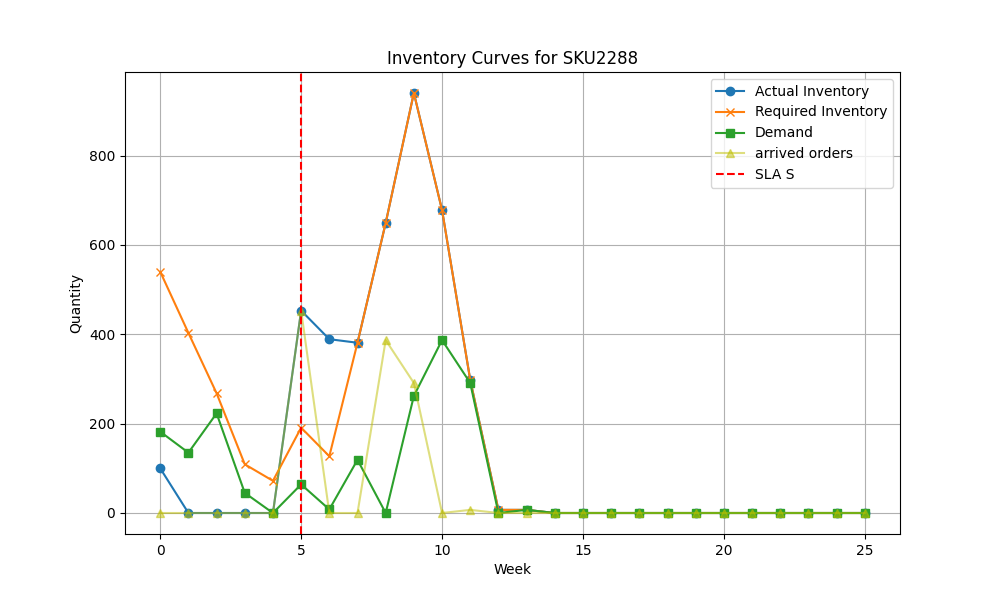 Inventory Curves for SKU2288
Actual Inventory
Required Inventory
Demand
arrived orders
SLA S
Quantity
800
600
400
200
0
0 5 10 15 20 25
Week